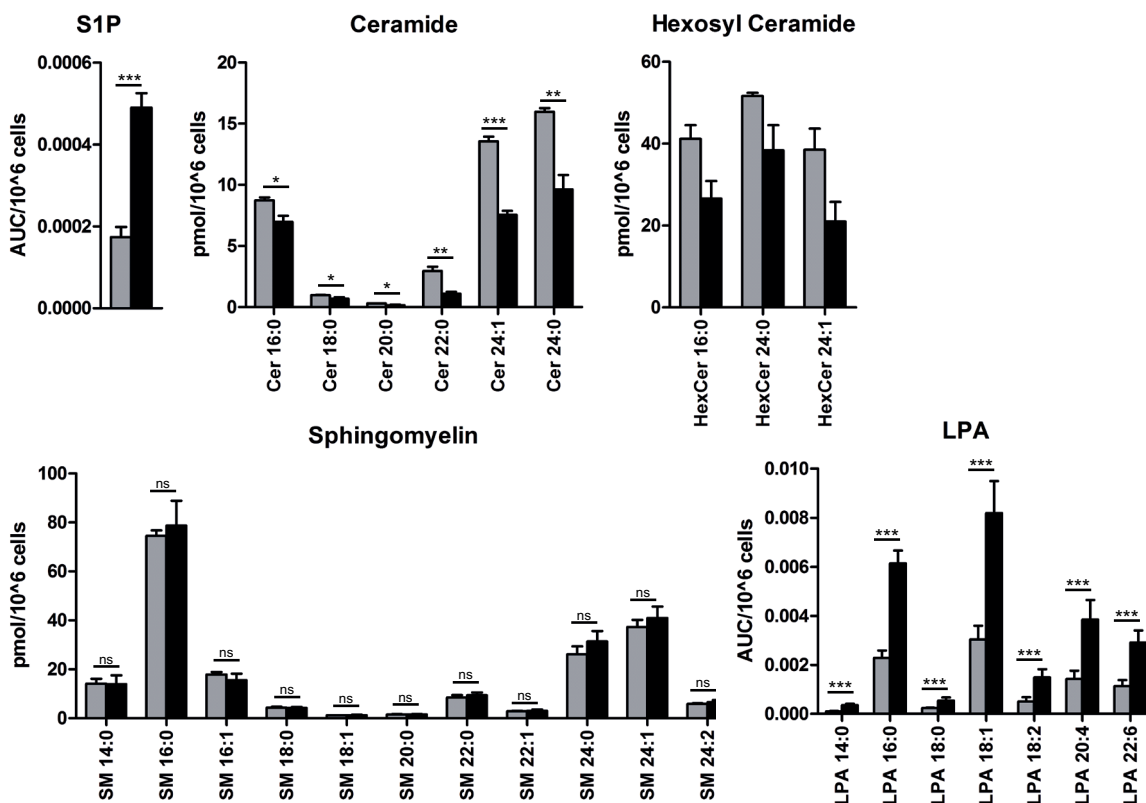 S1P
AUC/10^6 cells
0.0006
0.0004
0.0002
0.0000
***
Ceramide
pmol/10^6 cells
20
15
10
5
0
*
*
*
**
***
**
Cer 16:0
Cer 18:0
Cer 20:0
Cer 22:0
Cer 24:1
Cer 24:0
Hexosyl Ceramide
pmol/10^6 cells
60
40
20
0
HexCer 16:0
HexCer 24:0
HexCer 24:1
Sphingomyelin
pmol/10^6 cells
100
80
60
40
20
0
ns
ns
ns
ns
ns
ns
ns
ns
ns
ns
ns
SM 14:0
SM 16:0
SM 16:1
SM 18:0
SM 18:1
SM 20:0
SM 22:0
SM 22:1
SM 24:0
SM 24:1
SM 24:2
LPA
AUC/10^6 cells
0.010
0.008
0.006
0.004
0.002
0.000
***
***
***
***
***
***
***
LPA 14:0
LPA 16:0
LPA 18:0
LPA 18:1
LPA 18:2
LPA 20:4
LPA 22:6